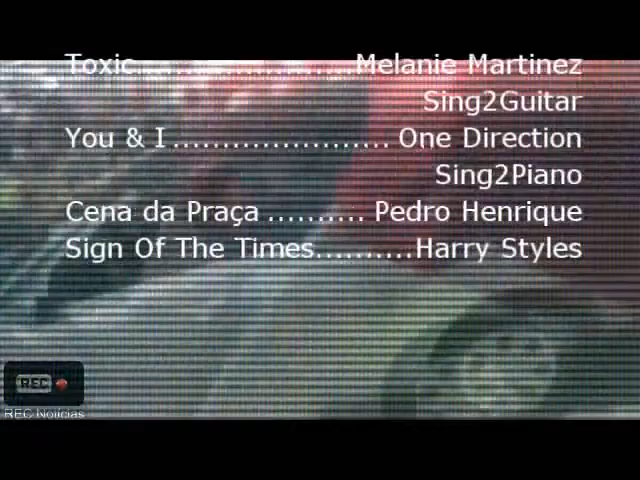 Toxic......................Melanie Martinez
Sing2Guitar
You & I ...................... One Direction
Sing2Piano
Cena da Praça .......... Pedro Henrique
Sign Of The Times..........Harry Styles
REC
REC Notícias